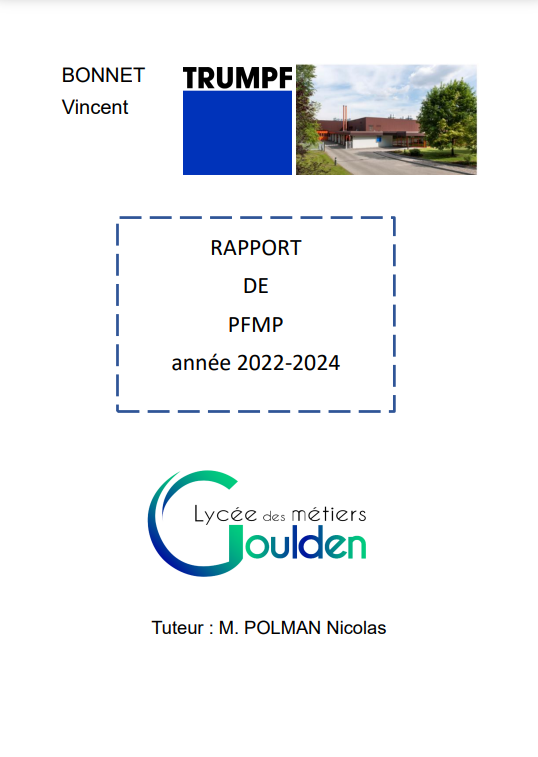 BONNET
Vincent
TRUMPF
RAPPORT
DE
PFMP
année 2022-2024
Lycée des métiers
Goulden
Tuteur : M. POLMAN Nicolas